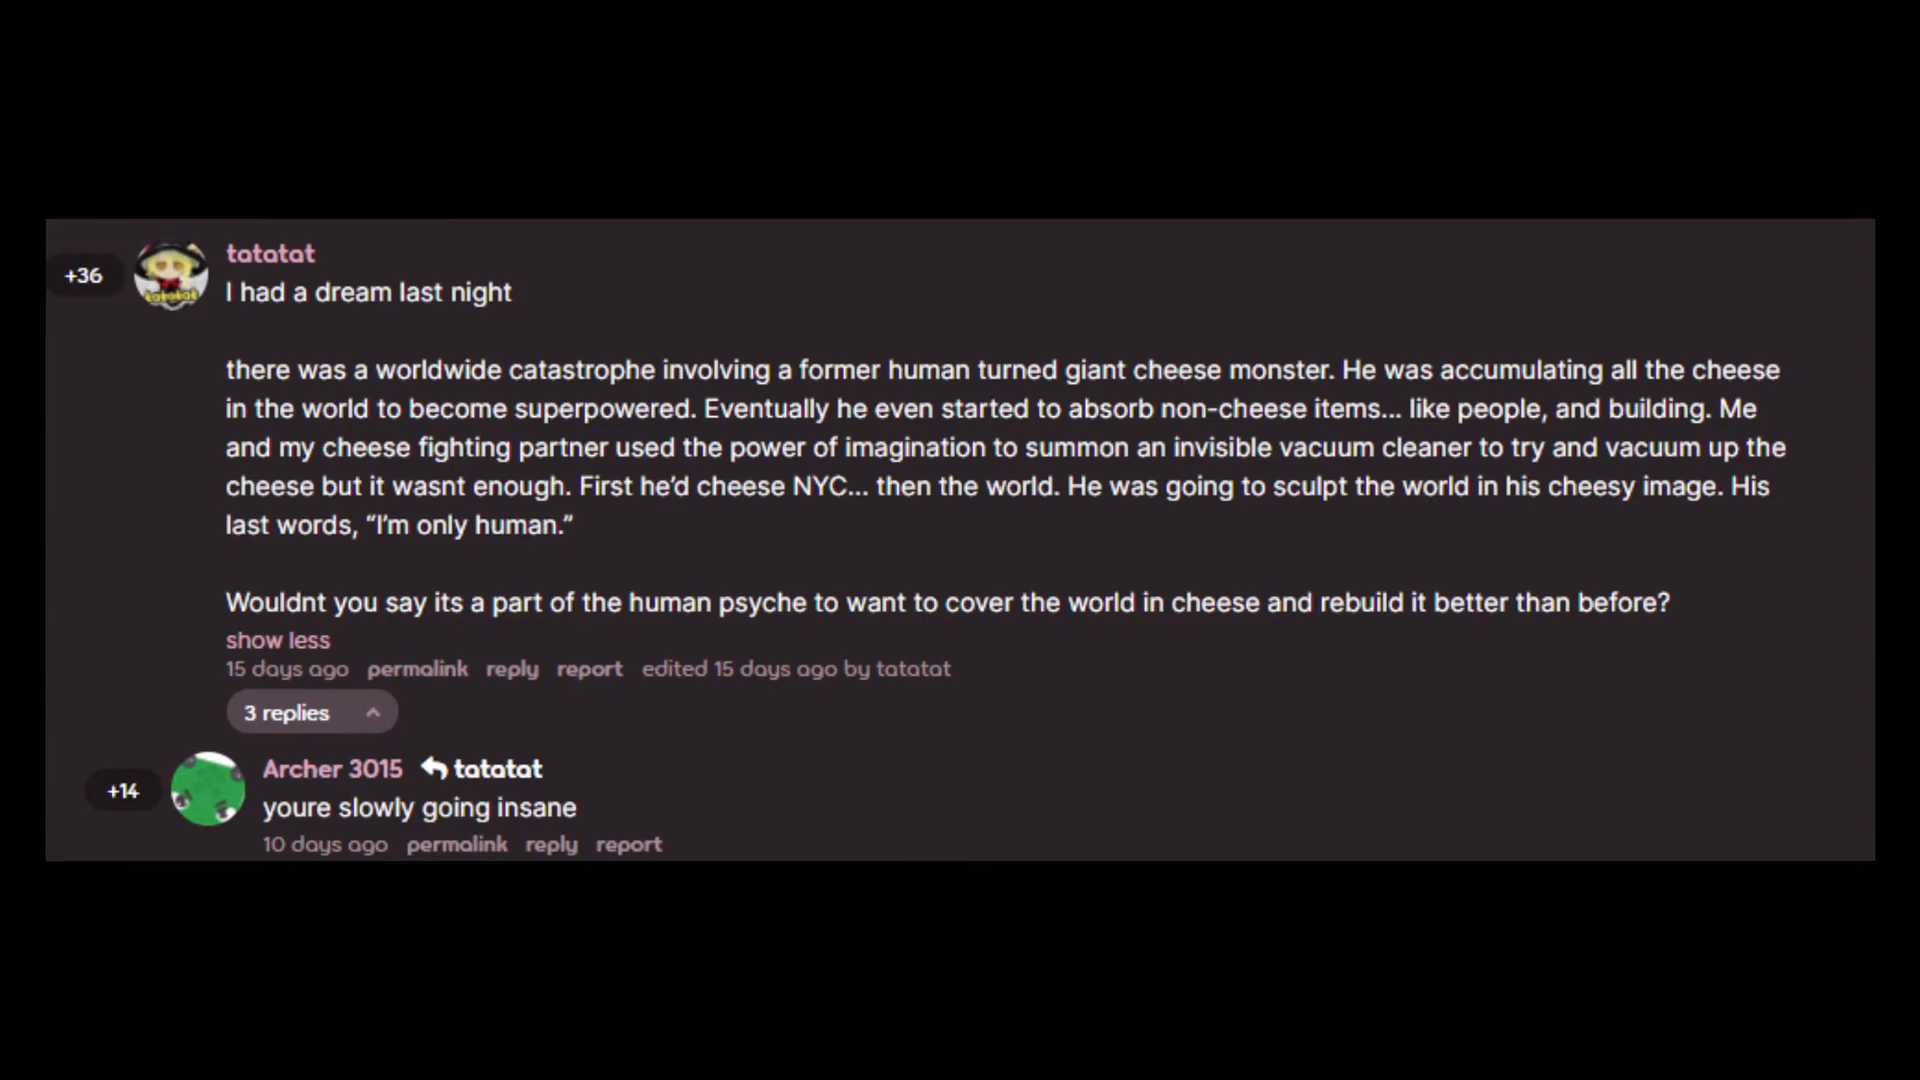 +36
tatatat
I had a dream last night
there was a worldwide catastrophe involving a former human turned giant cheese monster. He was accumulating all the cheese
in the world to become superpowered. Eventually he even started to absorb non-cheese items... like people, and building. Me
and my cheese fighting partner used the power of imagination to summon an invisible vacuum cleaner to try and vacuum up the
cheese but it wasnt enough. First he’d cheese NYC... then the world. He was going to sculpt the world in his cheesy image. His
last words, “I’m only human.”
Wouldnt you say its a part of the human psyche to want to cover the world in cheese and rebuild it better than before?
show less
15 days ago permalink reply report edited 15 days ago by tatatat
3 replies
+14
Archer 3015 tatatat
youre slowly going insane
10 days ago permalink reply report